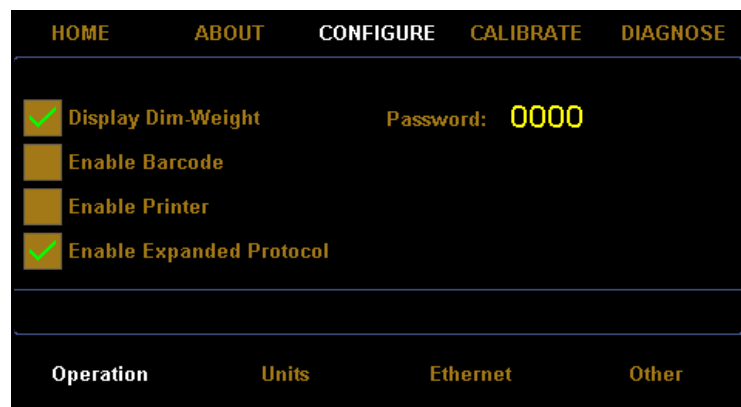 HOME ABOUT CONFIGURE CALIBRATE DIAGNOSE
Display Dim-Weight Password: 0000
Enable Barcode
Enable Printer
Enable Expanded Protocol
Operation Units Ethernet Other